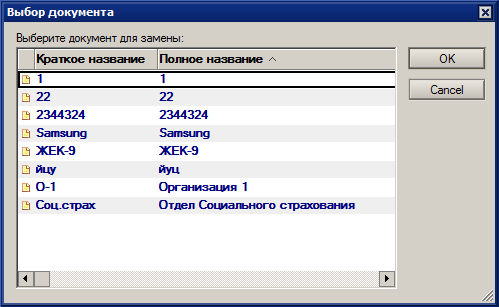 Выбор документа
Выберите документ для замены:
Краткое название Полное название
1 1
22 22
2344324 2344324
Samsung Samsung
ЖЕК-9 ЖЕК-9
йцу йуц
О-1 Организация 1
Соц.страх Отдел Социального страхования
OK
Cancel